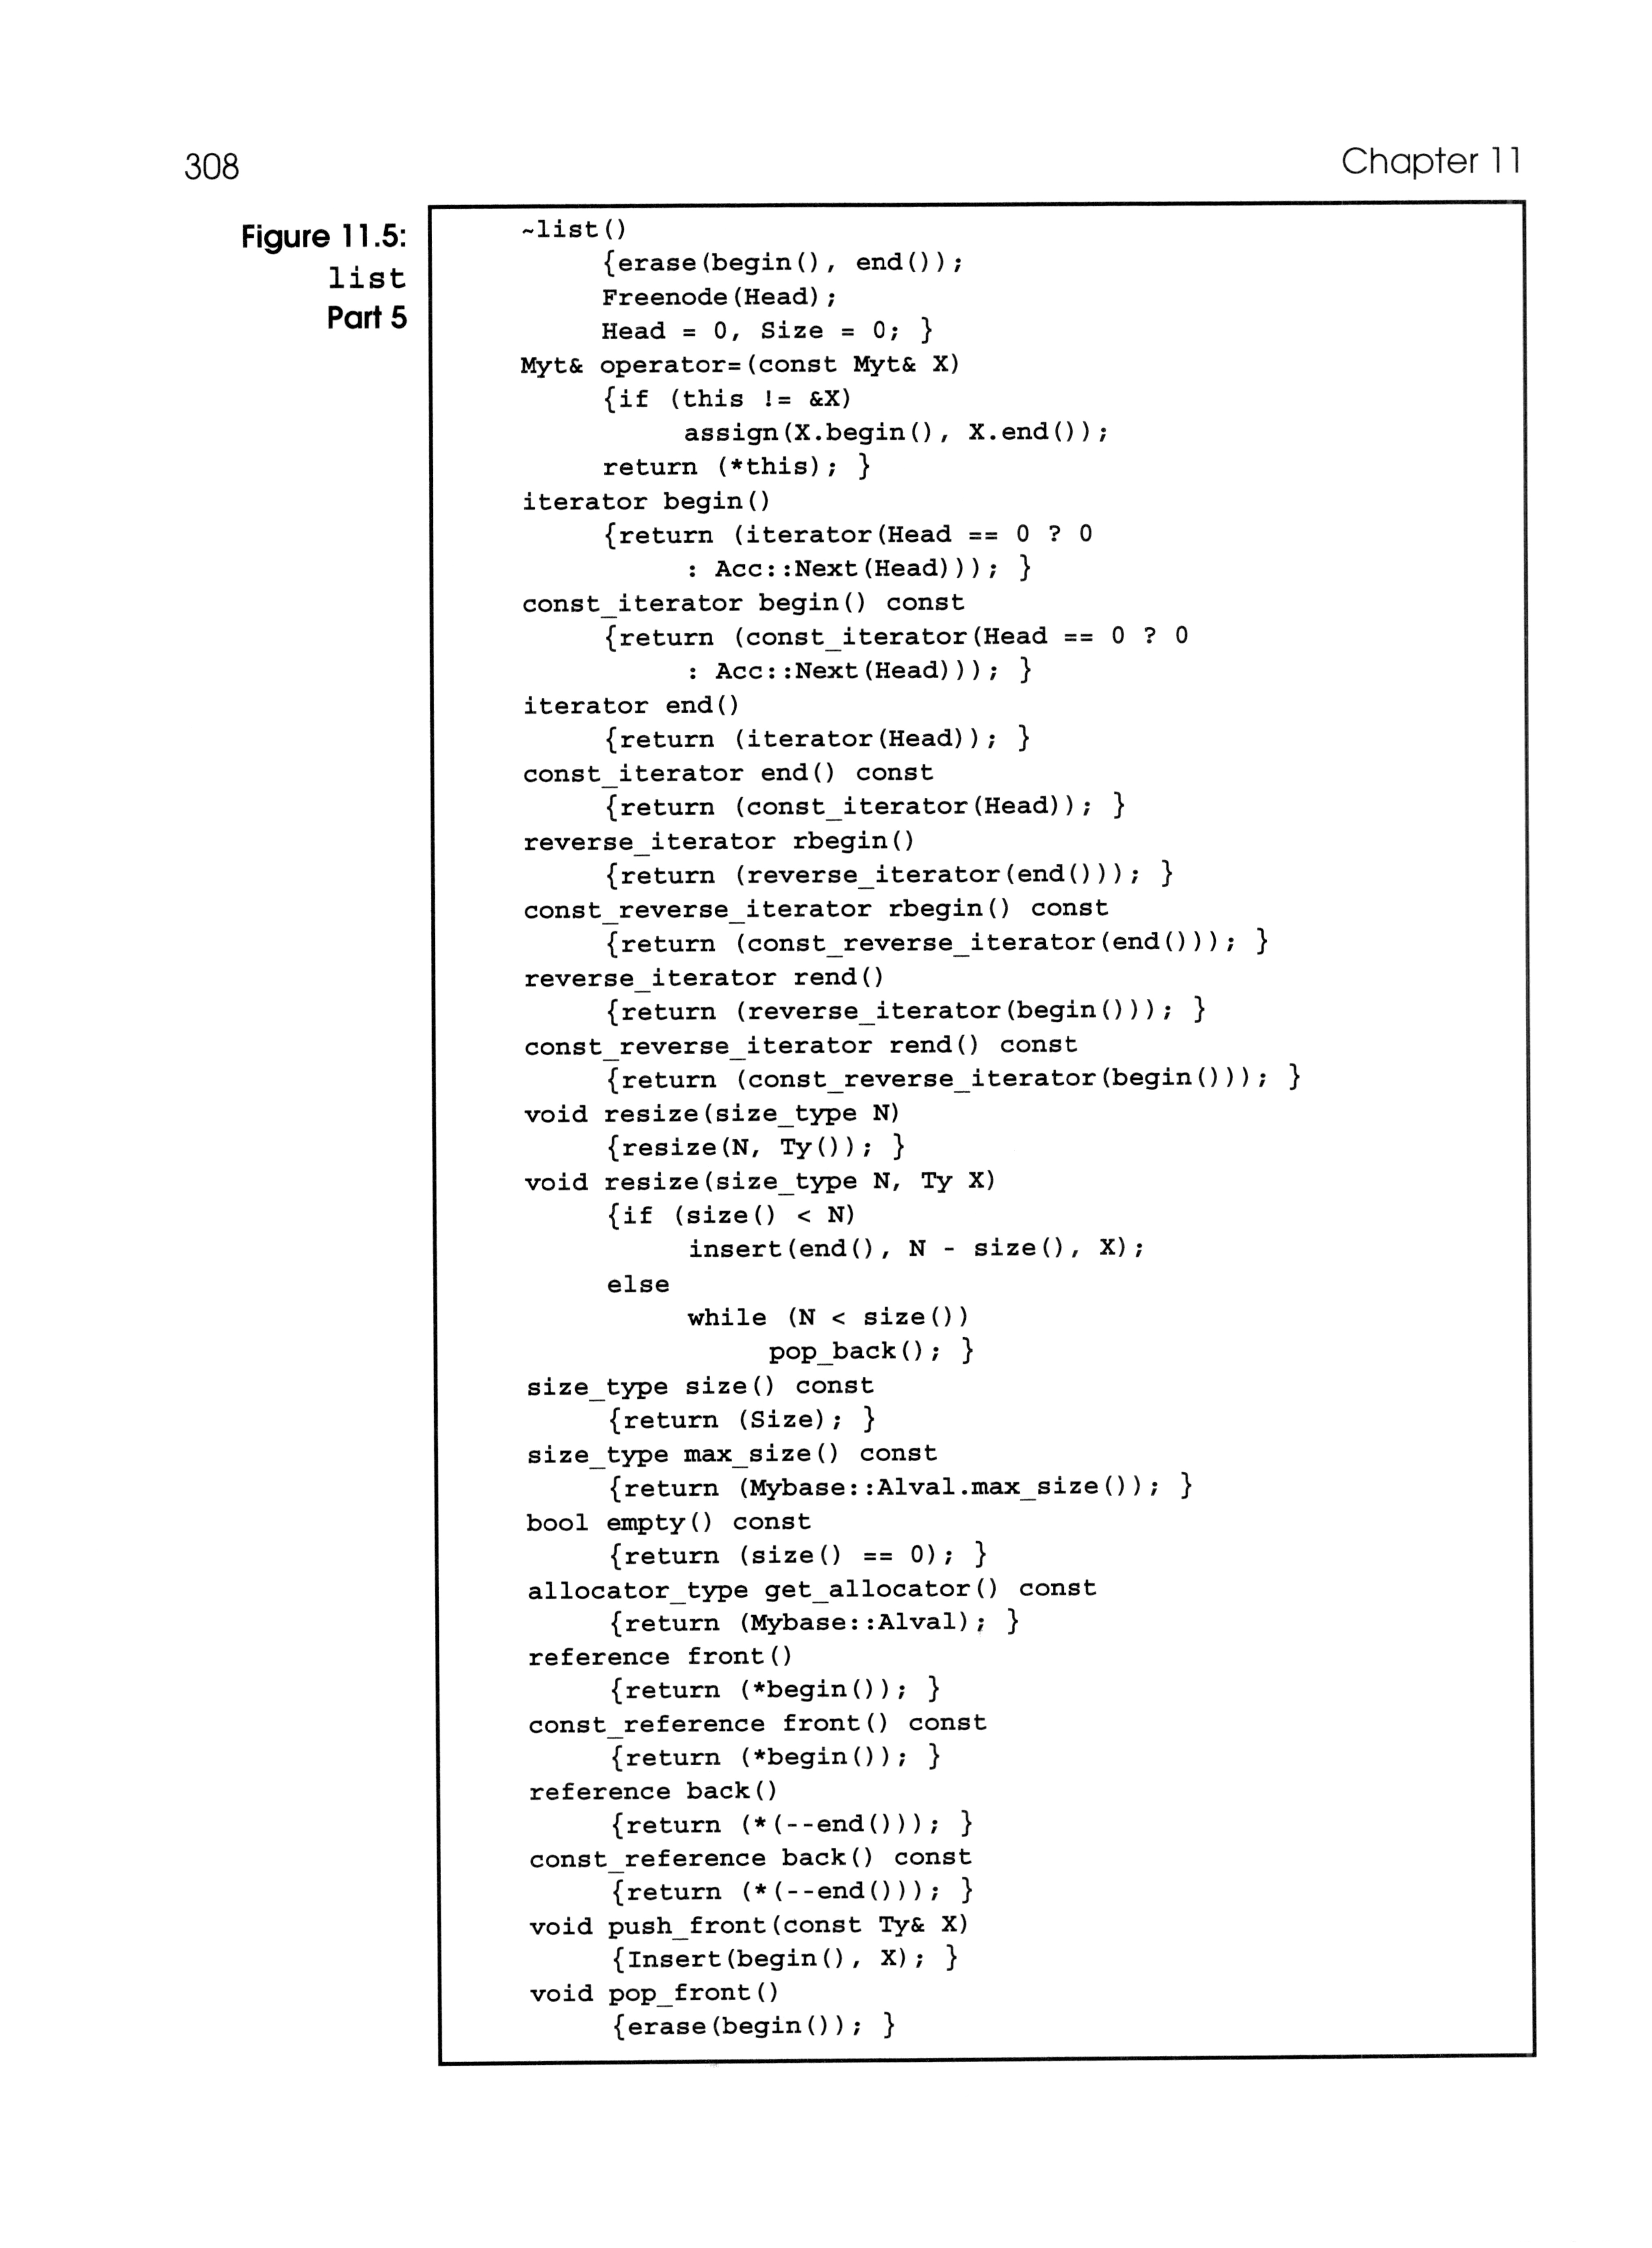 308
Chapter 11
Figure 11.5:
list
Part 5
~list()
{erase(begin(), end());
Freenode(Head);
Head = 0, Size = 0; }
Myt& operator=(const Myt& X)
{if (this != &X)
assign(X.begin(), X.end());
return (*this); }
iterator begin()
{return (iterator(Head == 0 ? 0
: Acc::Next(Head))); }
const_iterator begin() const
{return (const_iterator(Head == 0 ? 0
: Acc::Next(Head))); }
iterator end()
{return (iterator(Head)); }
const_iterator end() const
{return (const_iterator(Head)); }
reverse_iterator rbegin()
{return (reverse_iterator(end())); }
const_reverse_iterator rbegin() const
{return (const_reverse_iterator(end())); }
reverse_iterator rend()
{return (reverse_iterator(begin())); }
const_reverse_iterator rend() const
{return (const_reverse_iterator(begin())); }
void resize(size_type N)
{resize(N, Ty()); }
void resize(size_type N, Ty X)
{if (size() < N)
insert(end(), N - size(), X);
else
while (N < size())
pop_back(); }
size_type size() const
{return (Size); }
size_type max_size() const
{return (Mybase::Alval.max_size()); }
bool empty() const
{return (size() == 0); }
allocator_type get_allocator() const
{return (Mybase::Alval); }
reference front()
{return (*begin()); }
const_reference front() const
{return (*begin()); }
reference back()
{return (*(--end())); }
const_reference back() const
{return (*(--end())); }
void push_front(const Ty& X)
{Insert(begin(), X); }
void pop_front()
{erase(begin()); }